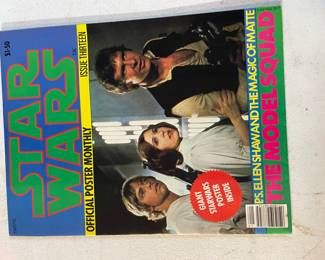 $1.50
STAR
WARS
OFFICIAL POSTER MONTHLY
ISSUE THIRTEEN
GIANT
STAR WARS
POSTER
INSIDE
P.S. ELLENSHAW AND THE MAGIC OF MATTE
THE MODEL SQUAD